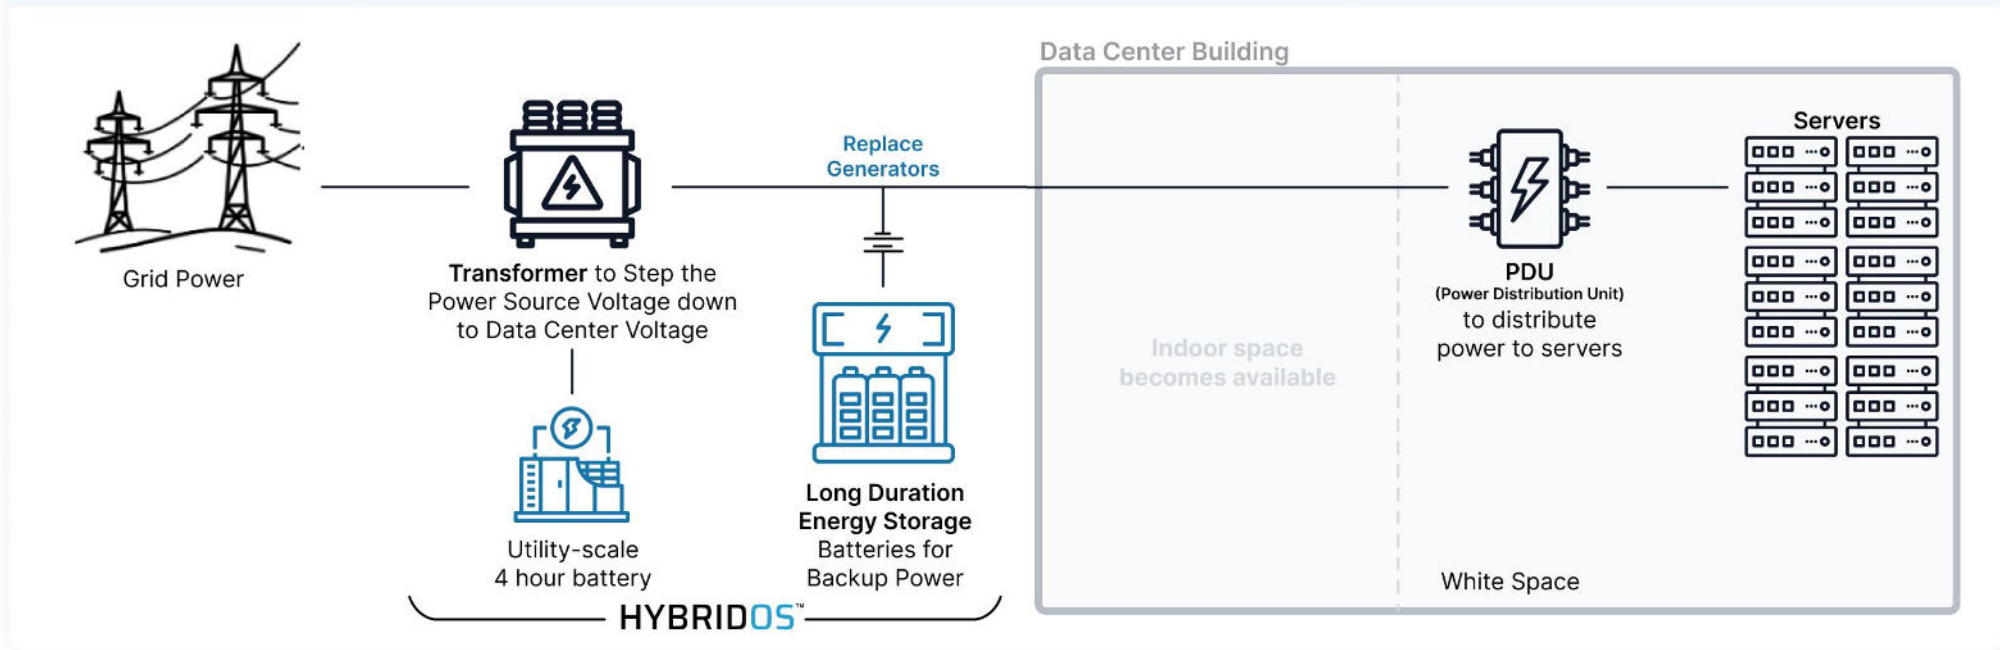 Data Center Building
Grid Power
Transformer to Step the
Power Source Voltage down
to Data Center Voltage
Utility-scale
4 hour battery
Replace
Generators
Long Duration
Energy Storage
Batteries for
Backup Power
HYBRIDOS™
Indoor space
becomes available
PDU
(Power Distribution Unit)
to distribute
power to servers
White Space
Servers